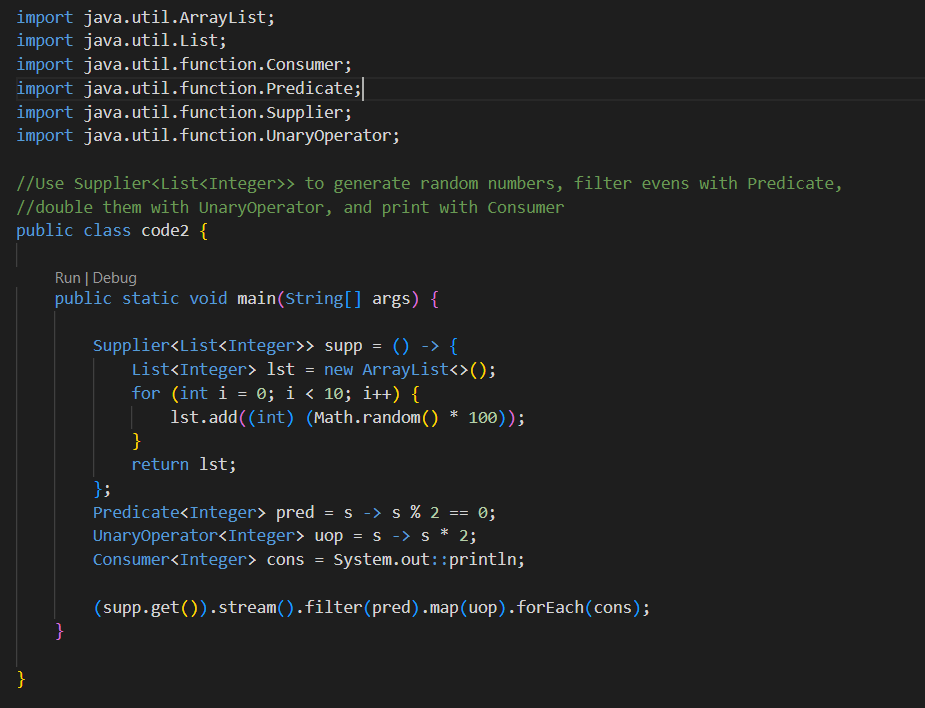 import java.util.ArrayList;
import java.util.List;
import java.util.function.Consumer;
import java.util.function.Predicate;
import java.util.function.Supplier;
import java.util.function.UnaryOperator;

//Use Supplier<List<Integer>> to generate random numbers, filter evens with Predicate,
//double them with UnaryOperator, and print with Consumer
public class code2 {

    Run | Debug
    public static void main(String[] args) {

        Supplier<List<Integer>> supp = () -> {
            List<Integer> lst = new ArrayList<>();
            for (int i = 0; i < 10; i++) {
                lst.add((int) (Math.random() * 100));
            }
            return lst;
        };
        Predicate<Integer> pred = s -> s % 2 == 0;
        UnaryOperator<Integer> uop = s -> s * 2;
        Consumer<Integer> cons = System.out::println;

        (supp.get()).stream().filter(pred).map(uop).forEach(cons);
    }

}